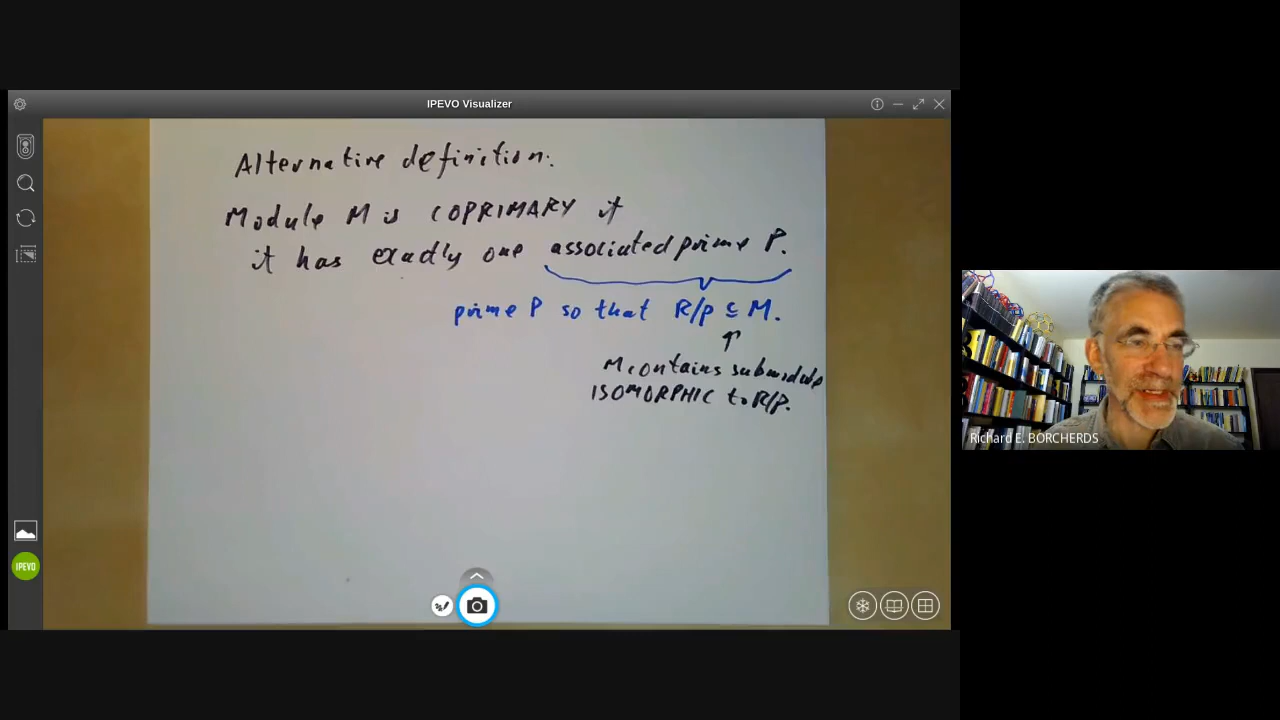 IPEVO Visualizer
Alternative definition:
Module M is COPRIMARY if
it has exactly one associated prime P.
prime P so that R/p ⊆ M.
↑
M contains submodule
ISOMORPHIC to R/p.
Richard E. BORCHERDS
IPEVO